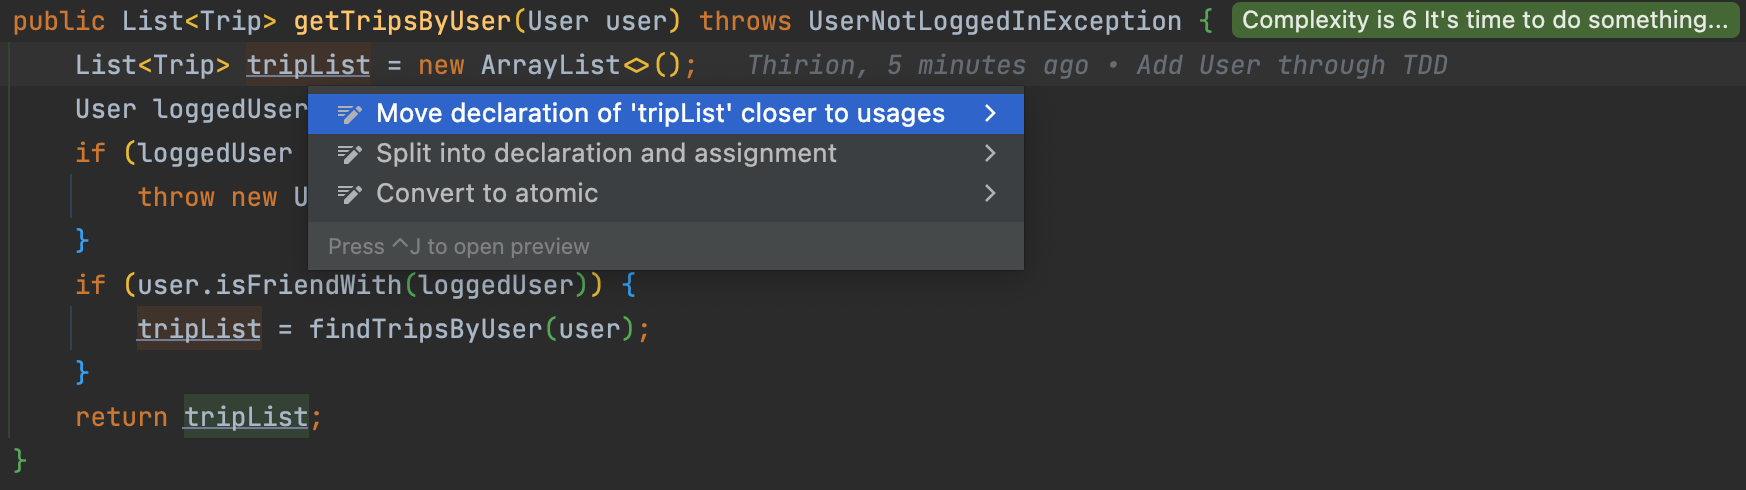 public List<Trip> getTripsByUser(User user) throws UserNotLoggedInException { Complexity is 6 It's time to do something...
List<Trip> tripList = new ArrayList<>(); Thirion, 5 minutes ago • Add User through TDD
User loggedUser
Move declaration of 'tripList' closer to usages
if (loggedUser
Split into declaration and assignment
throw new U
Convert to atomic
}
Press ^J to open preview
if (user.isFriendWith(loggedUser)) {
tripList = findTripsByUser(user);
}
return tripList;
}